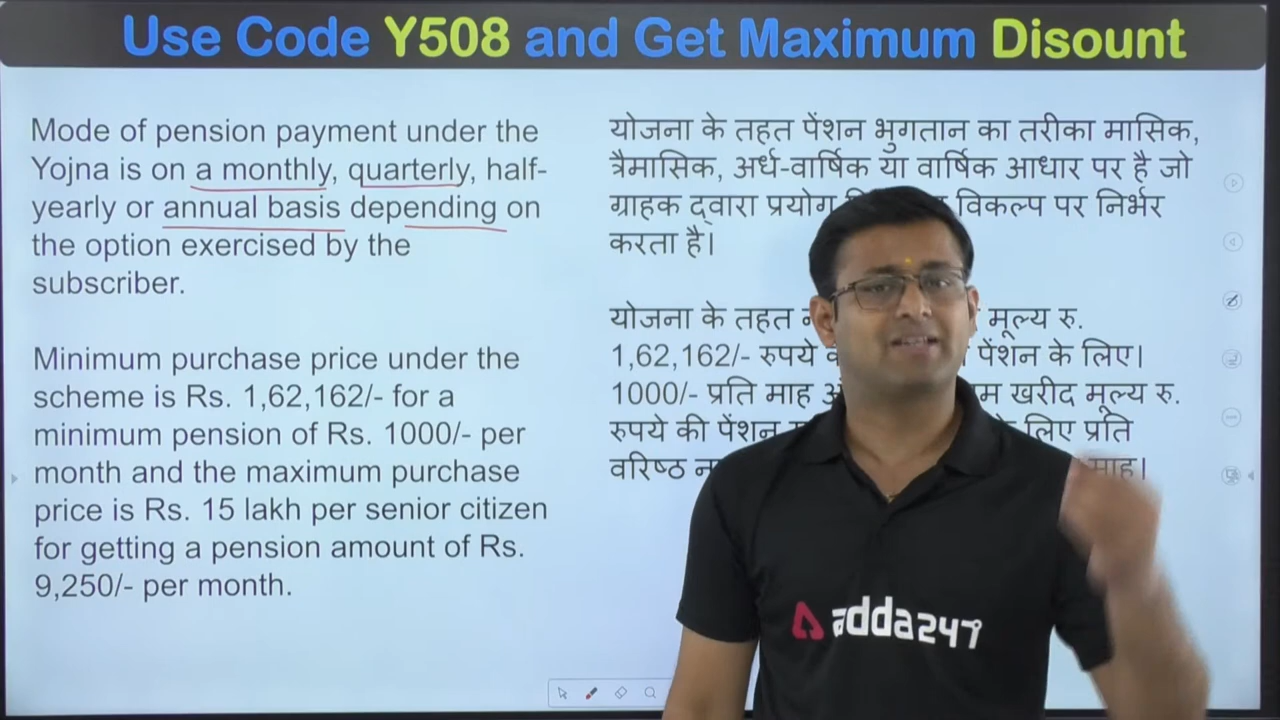 Use Code Y508 and Get Maximum Disount
Mode of pension payment under the
Yojna is on a monthly, quarterly, half-
yearly or annual basis depending on
the option exercised by the
subscriber.
Minimum purchase price under the
scheme is Rs. 1,62,162/- for a
minimum pension of Rs. 1000/- per
month and the maximum purchase
price is Rs. 15 lakh per senior citizen
for getting a pension amount of Rs.
9,250/- per month.
योजना के तहत पेंशन भुगतान का तरीका मासिक,
त्रैमासिक, अर्ध-वार्षिक या वार्षिक आधार पर है जो
ग्राहक द्वारा प्रयोग विकल्प पर निर्भर
करता है।
योजना के तहत मूल्य रु.
1,62,162/- रुपये पेंशन के लिए।
1000/- प्रति माह खरीद मूल्य रु.
रुपये की पेंशन लिए प्रति
वरिष्ठ माह।
adda247